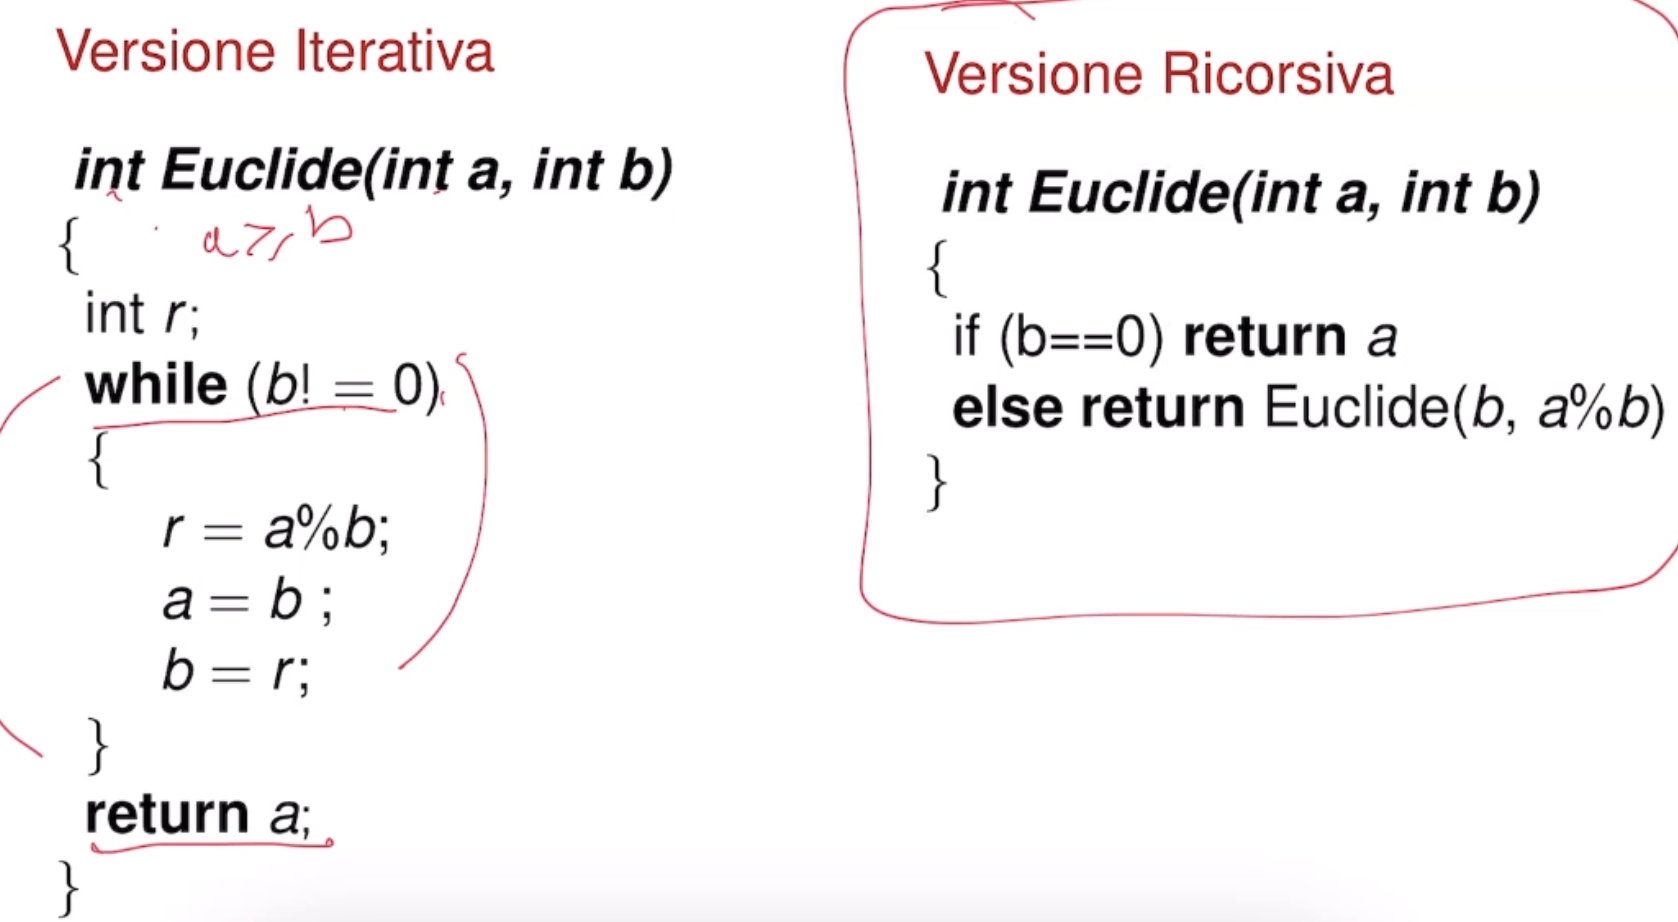 Versione Iterativa
int Euclide(int a, int b)
{
a ⩾ b
int r;
while (b! = 0)
{
r = a%b;
a = b ;
b = r;
}
return a;
}
Versione Ricorsiva
int Euclide(int a, int b)
{
if (b==0) return a
else return Euclide(b, a%b)
}